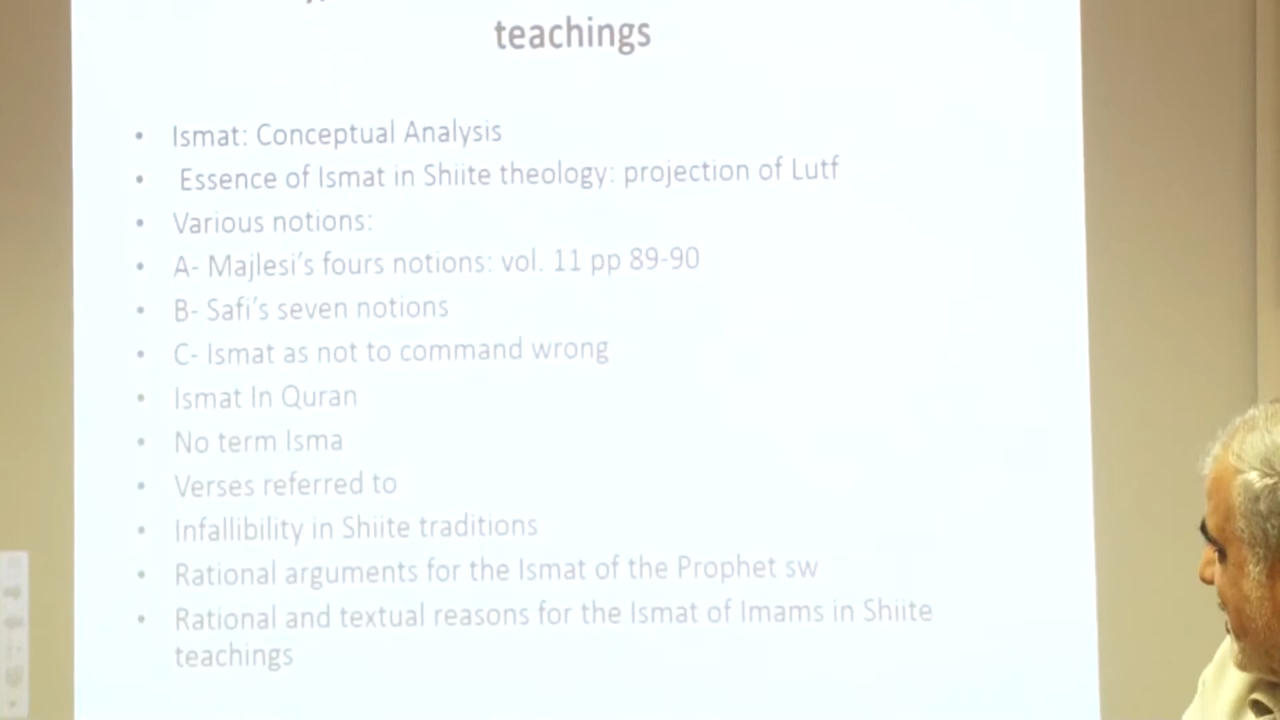 teachings
• Ismat: Conceptual Analysis
• Essence of Ismat in Shiite theology: projection of Lutf
• Various notions:
• A- Majlesi's fours notions: vol. 11 pp 89-90
• B- Safi's seven notions
• C- Ismat as not to command wrong
• Ismat In Quran
• No term Isma
• Verses referred to
• Infallibility in Shiite traditions
• Rational arguments for the Ismat of the Prophet sw
• Rational and textual reasons for the Ismat of Imams in Shiite
teachings